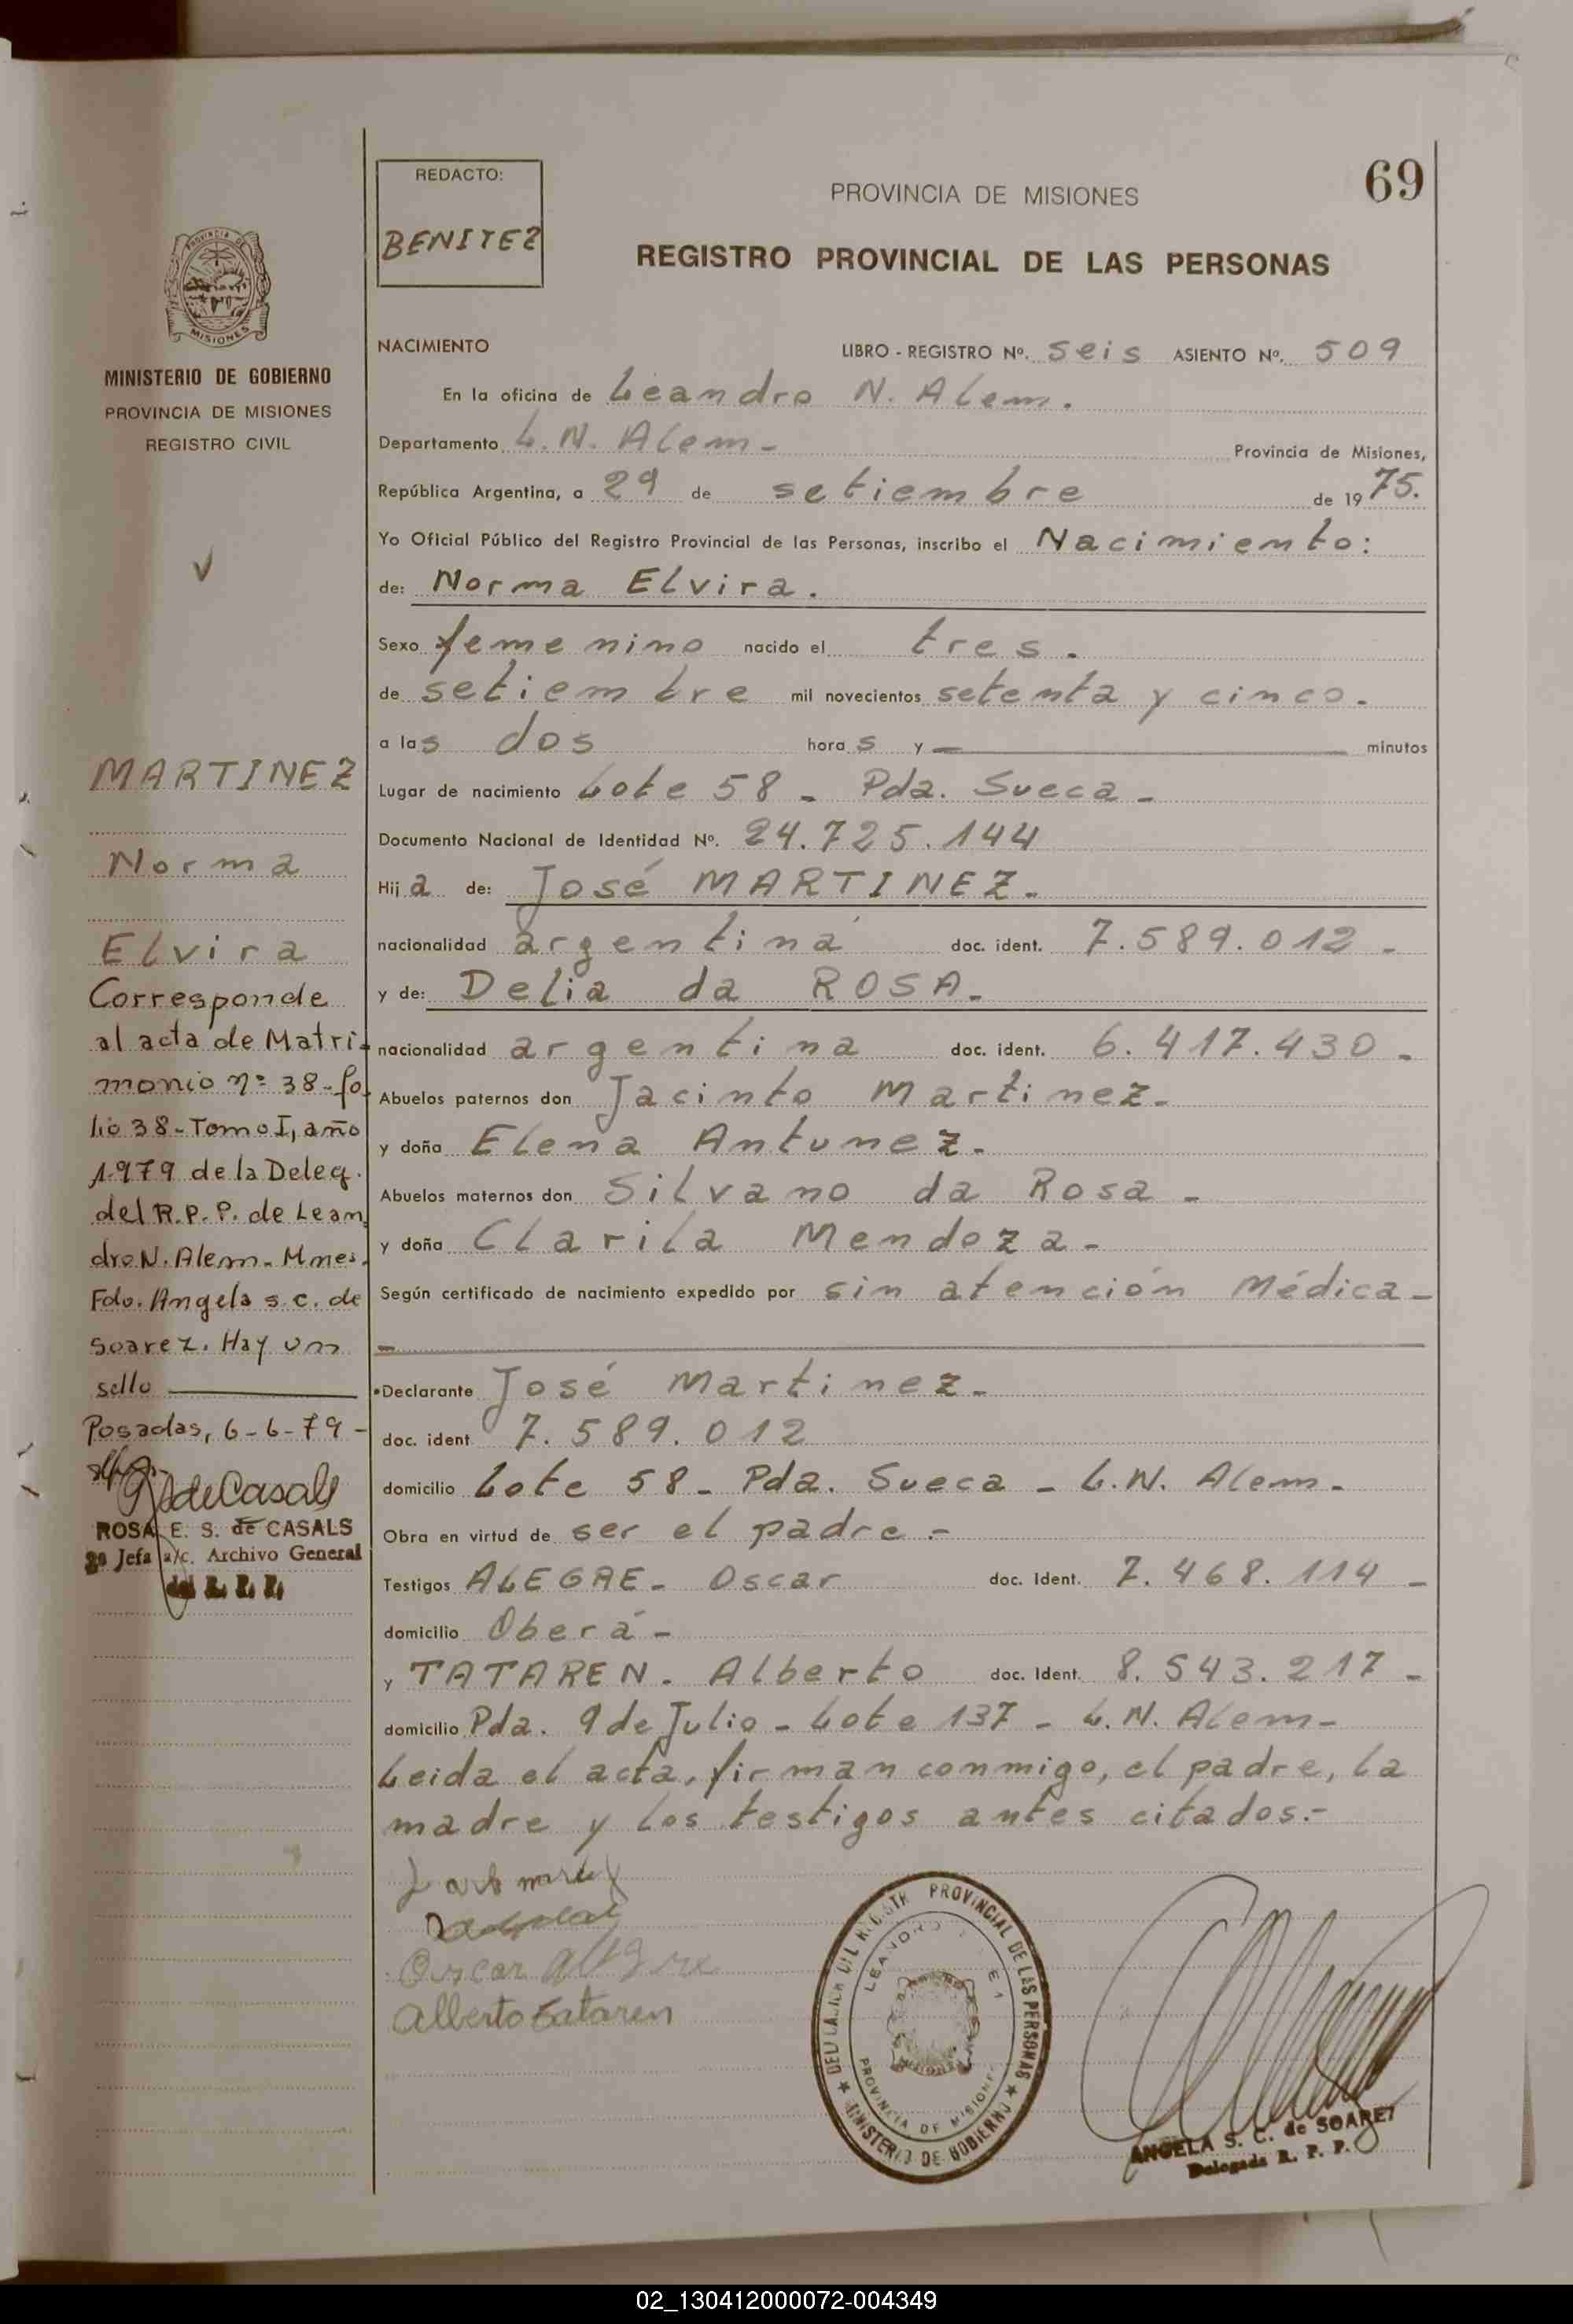 69
REDACTO:
BENITEZ
PROVINCIA DE MISIONES
REGISTRO PROVINCIAL DE LAS PERSONAS
PROVINCIA DE
MISIONES
MINISTERIO DE GOBIERNO
PROVINCIA DE MISIONES
REGISTRO CIVIL
MARTINEZ
Norma
Elvira
Corresponde
al acta de Matri-
monio nº 38-fo-
lio 38-Tomo I, año
1.979 de la Deleg.
del R.P.P. de Lean
dro N. Alem. Mnes.
Fdo. Angela s.c. de
Soarez. Hay un
sello
Posadas, 6-6-79-
de Casals
ROSA E. S. de CASALS
2ª Jefa a/c. Archivo General
del R. P. P.
NACIMIENTO LIBRO - REGISTRO Nº. Seis ASIENTO Nº. 509
En la oficina de Leandro N. Alem.
Departamento L.N. Alem- Provincia de Misiones,
República Argentina, a 29 de setiembre de 1975.
Yo Oficial Público del Registro Provincial de las Personas, inscribo el Nacimiento:
de: Norma Elvira.
Sexo femenino nacido el tres.
de setiembre mil novecientos setenta y cinco.
a las dos horas y — minutos
Lugar de nacimiento Lote 58 - Pda. Sueca-
Documento Nacional de Identidad Nº. 24.725.144
Hija de: José MARTINEZ.
nacionalidad argentina doc. ident. 7.589.012-
y de: Delia da ROSA.
nacionalidad argentina doc. ident. 6.417.430-
Abuelos paternos don Jacinto Martinez-
y doña Elena Antunez-
Abuelos maternos don Silvano da Rosa-
y doña Clarila Mendoza-
Según certificado de nacimiento expedido por sin atención Médica-
Declarante José Martinez-
doc. ident 7.589.012
domicilio Lote 58- Pda. Sueca - L.N. Alem-
Obra en virtud de ser el padre-
Testigos ALEGRE- Oscar doc. Ident. 7.468.114-
domicilio Oberá-
y TATAREN. Alberto doc. Ident. 8.543.217-
domicilio Pda. 9 de Julio - Lote 137 - L.N. Alem-
Leida el acta, firman conmigo, el padre, la
madre y los testigos antes citados.-
Oscar Alegre
Alberto Tataren
PROVINCIAL DE LAS PERSONAS
MINISTERIO DE GOBIERNO
PROVINCIA DE MISIONES
ANGELA S. C. de SOAREZ
Delegada R. P. P.
02_130412000072-004349